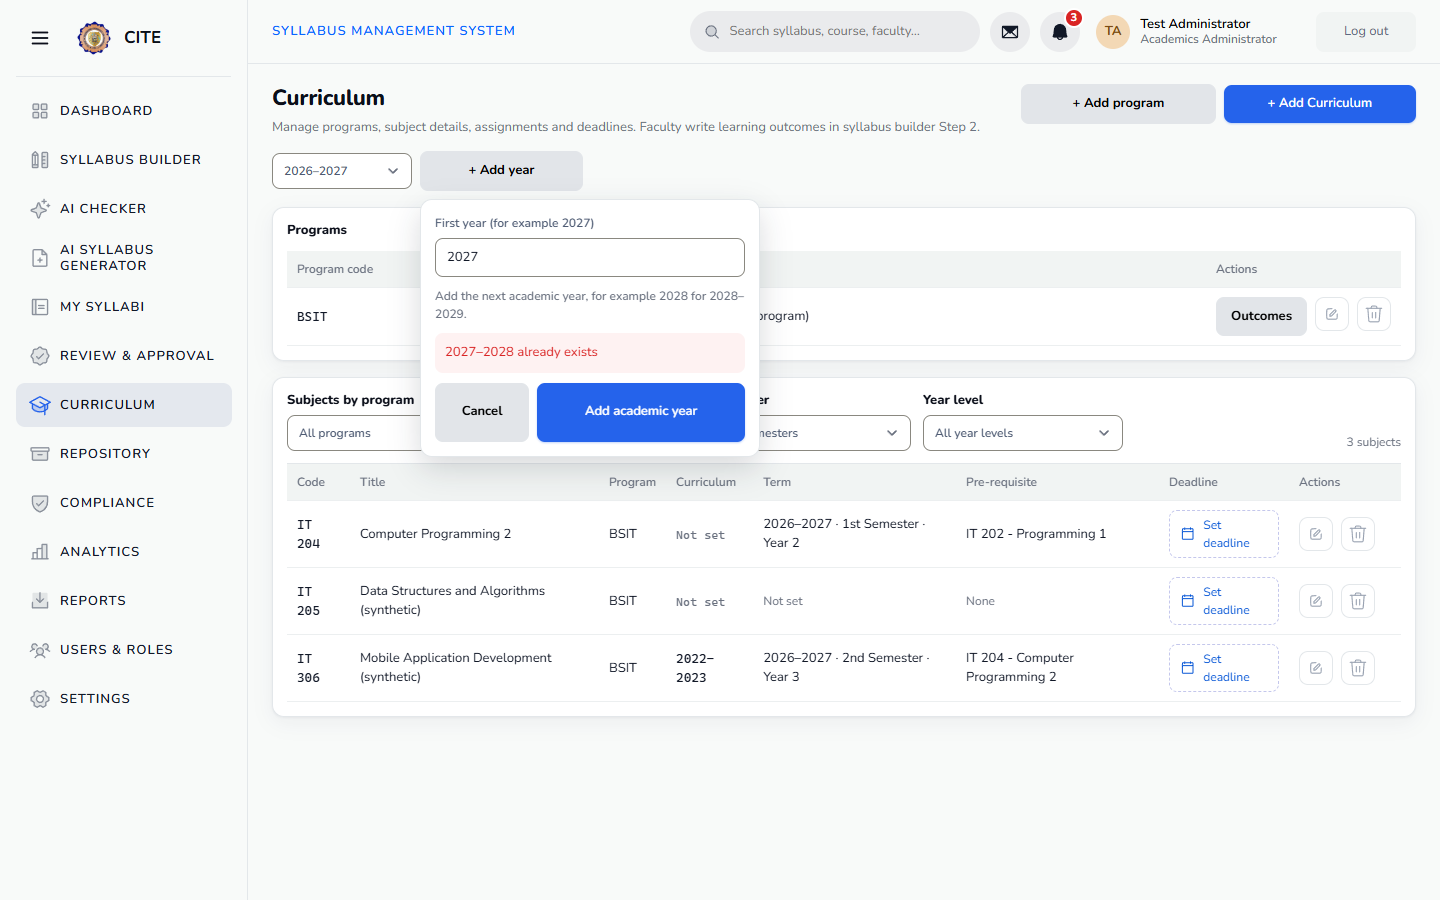 CITE
SYLLABUS MANAGEMENT SYSTEM
Search syllabus, course, faculty...
3
TA
Test Administrator
Academics Administrator
Log out
DASHBOARD
SYLLABUS BUILDER
AI CHECKER
AI SYLLABUS
GENERATOR
MY SYLLABI
REVIEW & APPROVAL
CURRICULUM
REPOSITORY
COMPLIANCE
ANALYTICS
REPORTS
USERS & ROLES
SETTINGS
Curriculum
Manage programs, subject details, assignments and deadlines. Faculty write learning outcomes in syllabus builder Step 2.
+ Add program
+ Add Curriculum
2026–2027
+ Add year
First year (for example 2027)
2027
Add the next academic year, for example 2028 for 2028–
2029.
2027–2028 already exists
Cancel
Add academic year
Programs
Program code
Actions
BSIT
program)
Outcomes
Subjects by program
er
Year level
All programs
mesters
All year levels
3 subjects
Code Title Program Curriculum Term Pre-requisite Deadline Actions
IT
204
Computer Programming 2
BSIT
Not set
2026–2027 · 1st Semester ·
Year 2
IT 202 - Programming 1
Set
deadline
IT
205
Data Structures and Algorithms
(synthetic)
BSIT
Not set
Not set
None
Set
deadline
IT
306
Mobile Application Development
(synthetic)
BSIT
2022–
2023
2026–2027 · 2nd Semester ·
Year 3
IT 204 - Computer
Programming 2
Set
deadline